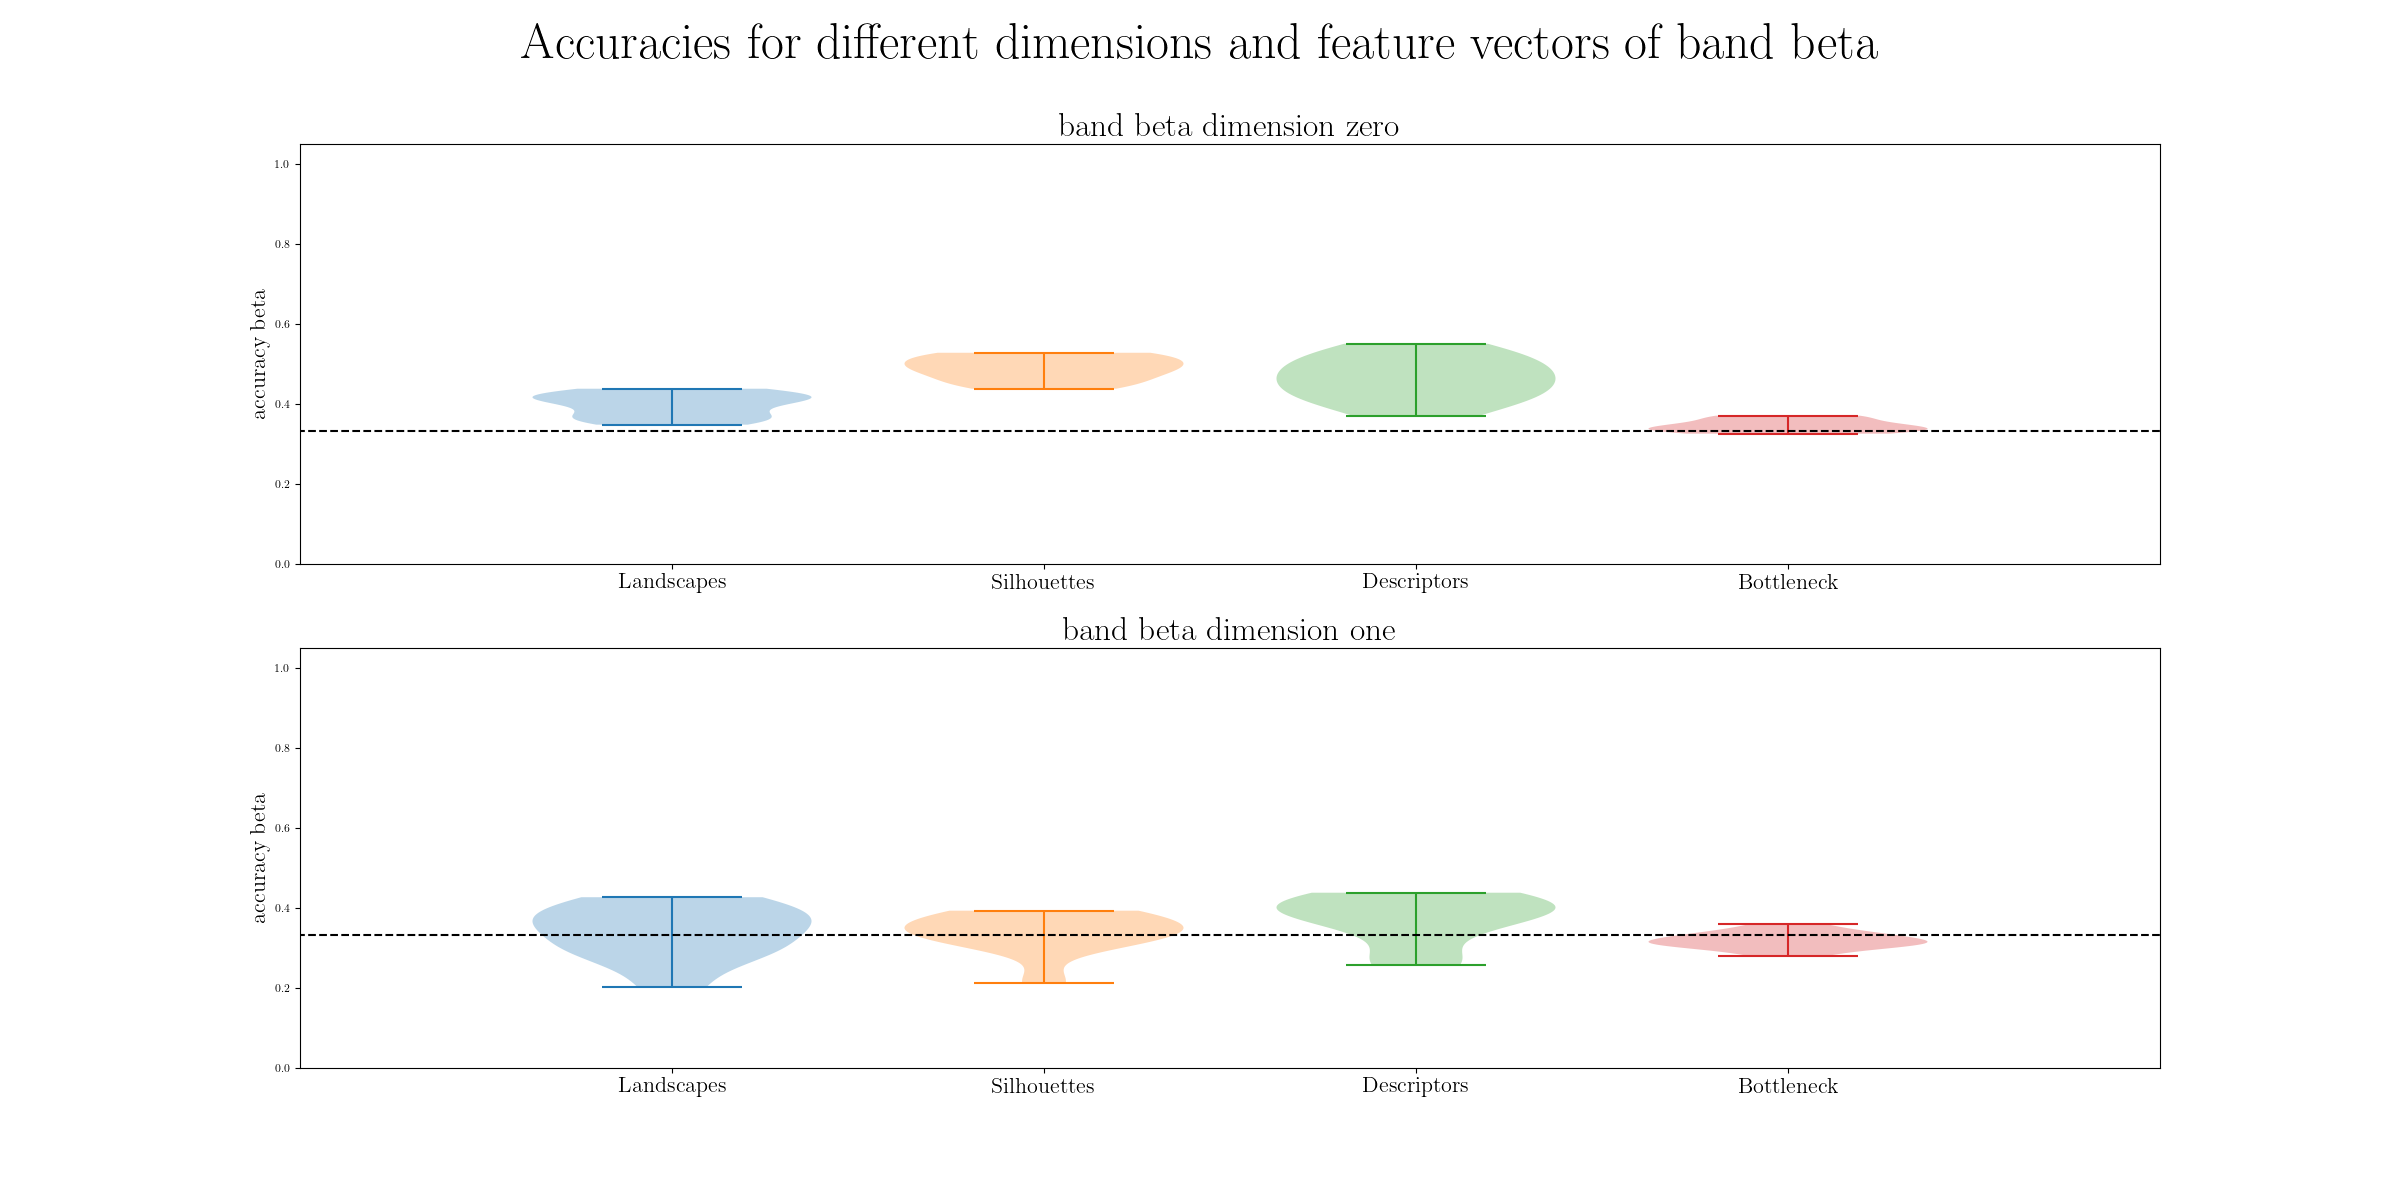 Accuracies for different dimensions and feature vectors of band beta
band beta dimension zero
1.0
0.8
0.6
0.4
0.2
0.0
accuracy beta
Landscapes Silhouettes Descriptors Bottleneck
band beta dimension one
1.0
0.8
0.6
0.4
0.2
0.0
accuracy beta
Landscapes Silhouettes Descriptors Bottleneck